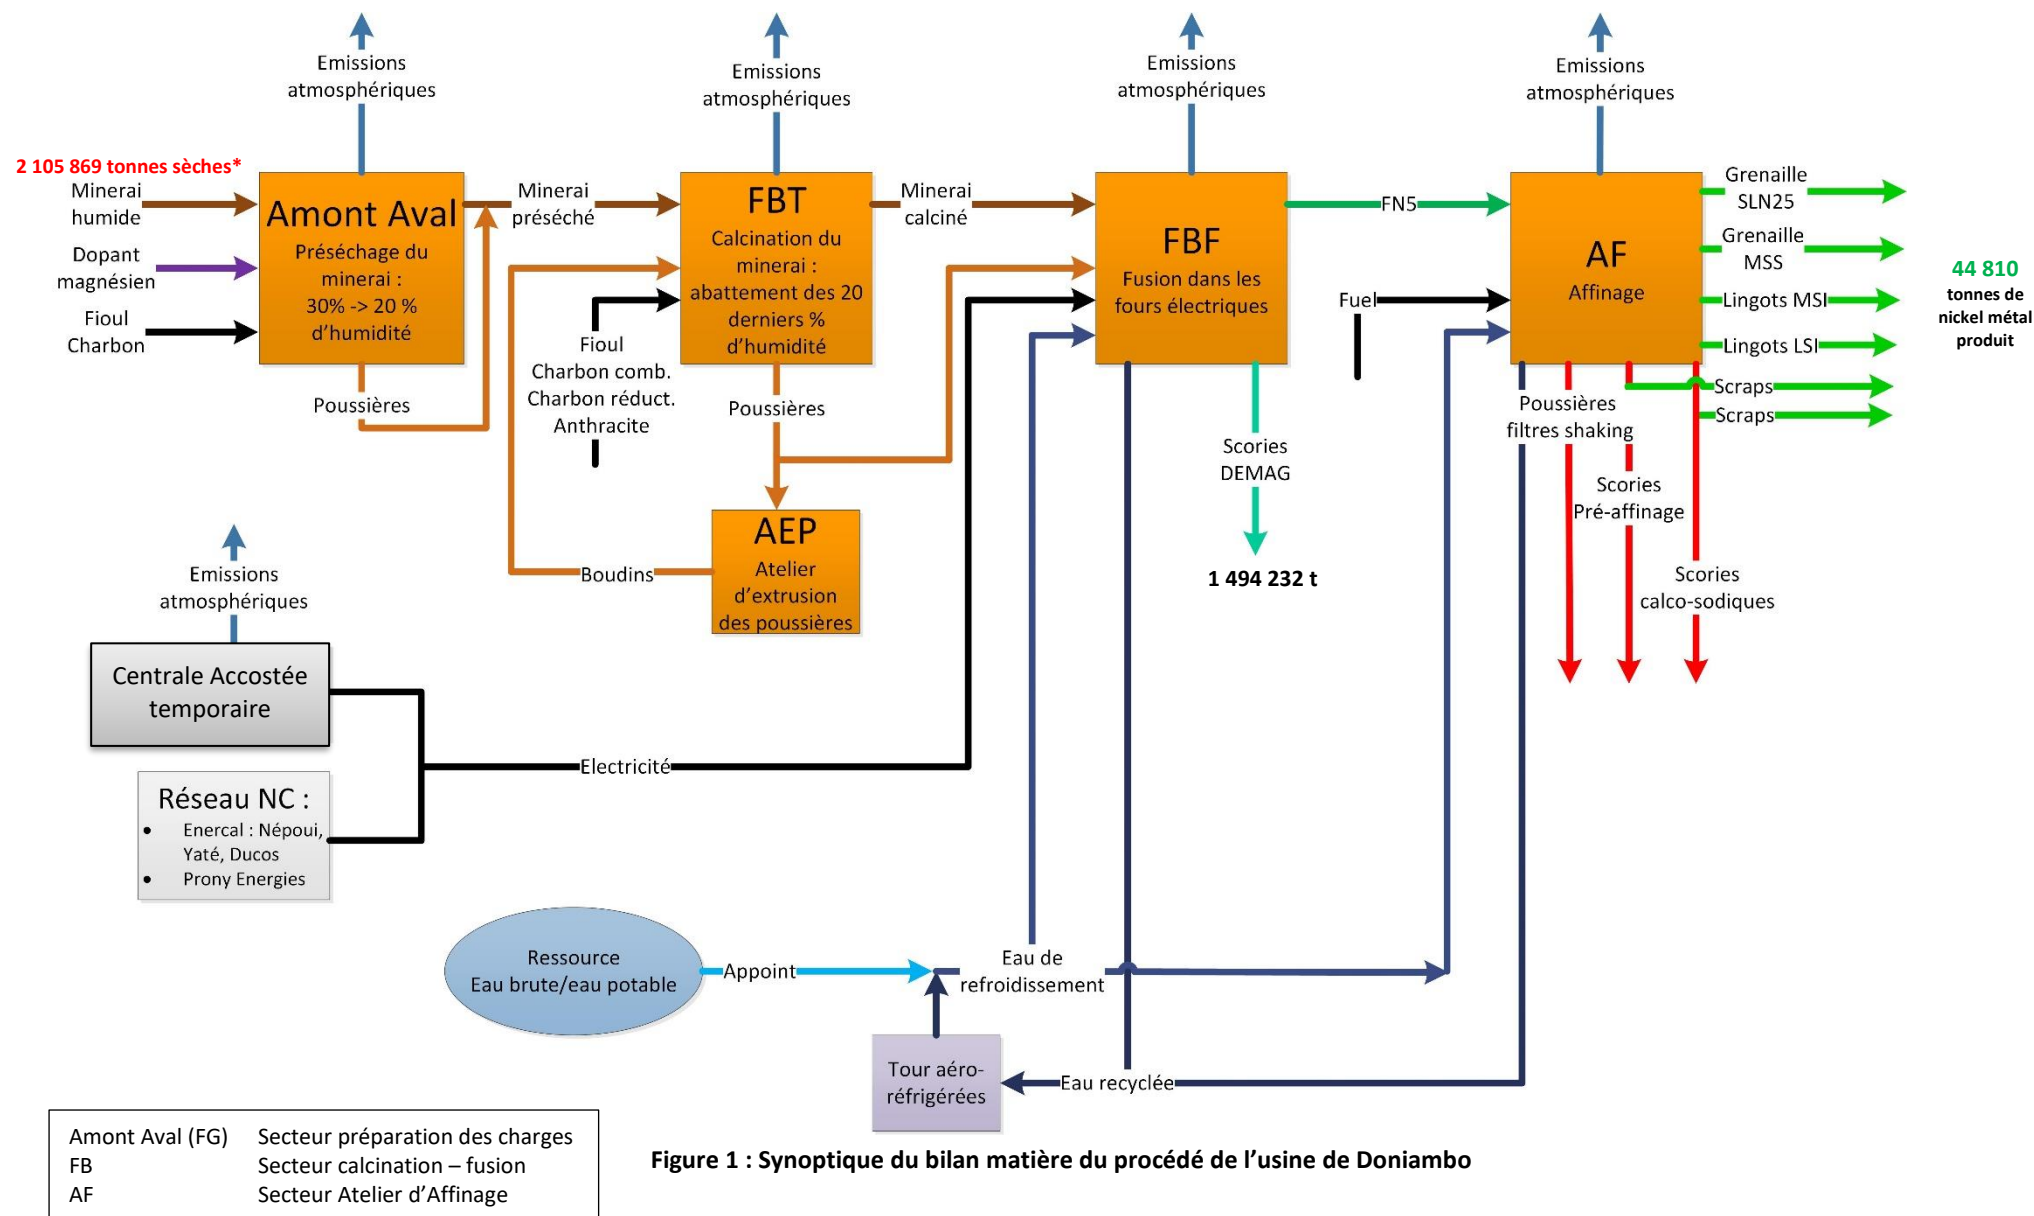 Emissions
atmosphériques
Emissions
atmosphériques
Emissions
atmosphériques
Emissions
atmosphériques
2 105 869 tonnes sèches*
Minerai
humide
Dopant
magnésien
Fioul
Charbon
Amont Aval
Préséchage du
minerai :
30% -> 20 %
d’humidité
Poussières
Minerai
préséché
FBT
Calcination du
minerai :
abattement des 20
derniers %
d’humidité
Fioul
Charbon comb.
Charbon réduct.
Anthracite
Poussières
Minerai
calciné
AEP
Atelier
d’extrusion
des poussières
Boudins
FBF
Fusion dans les
fours électriques
Scories
DEMAG
1 494 232 t
FN5
Fuel
AF
Affinage
Grenaille
SLN25
Grenaille
MSS
Lingots MSI
Lingots LSI
Scraps
Scraps
44 810
tonnes de
nickel métal
produit
Poussières
filtres shaking
Scories
Pré-affinage
Scories
calco-sodiques
Emissions
atmosphériques
Centrale Accostée
temporaire
Electricité
Réseau NC :
• Enercal : Népoui,
Yaté, Ducos
• Prony Energies
Ressource
Eau brute/eau potable
Appoint
Eau de
refroidissement
Tour aéro-
réfrigérées
Eau recyclée
Amont Aval (FG) Secteur préparation des charges
FB Secteur calcination – fusion
AF Secteur Atelier d’Affinage
Figure 1 : Synoptique du bilan matière du procédé de l’usine de Doniambo